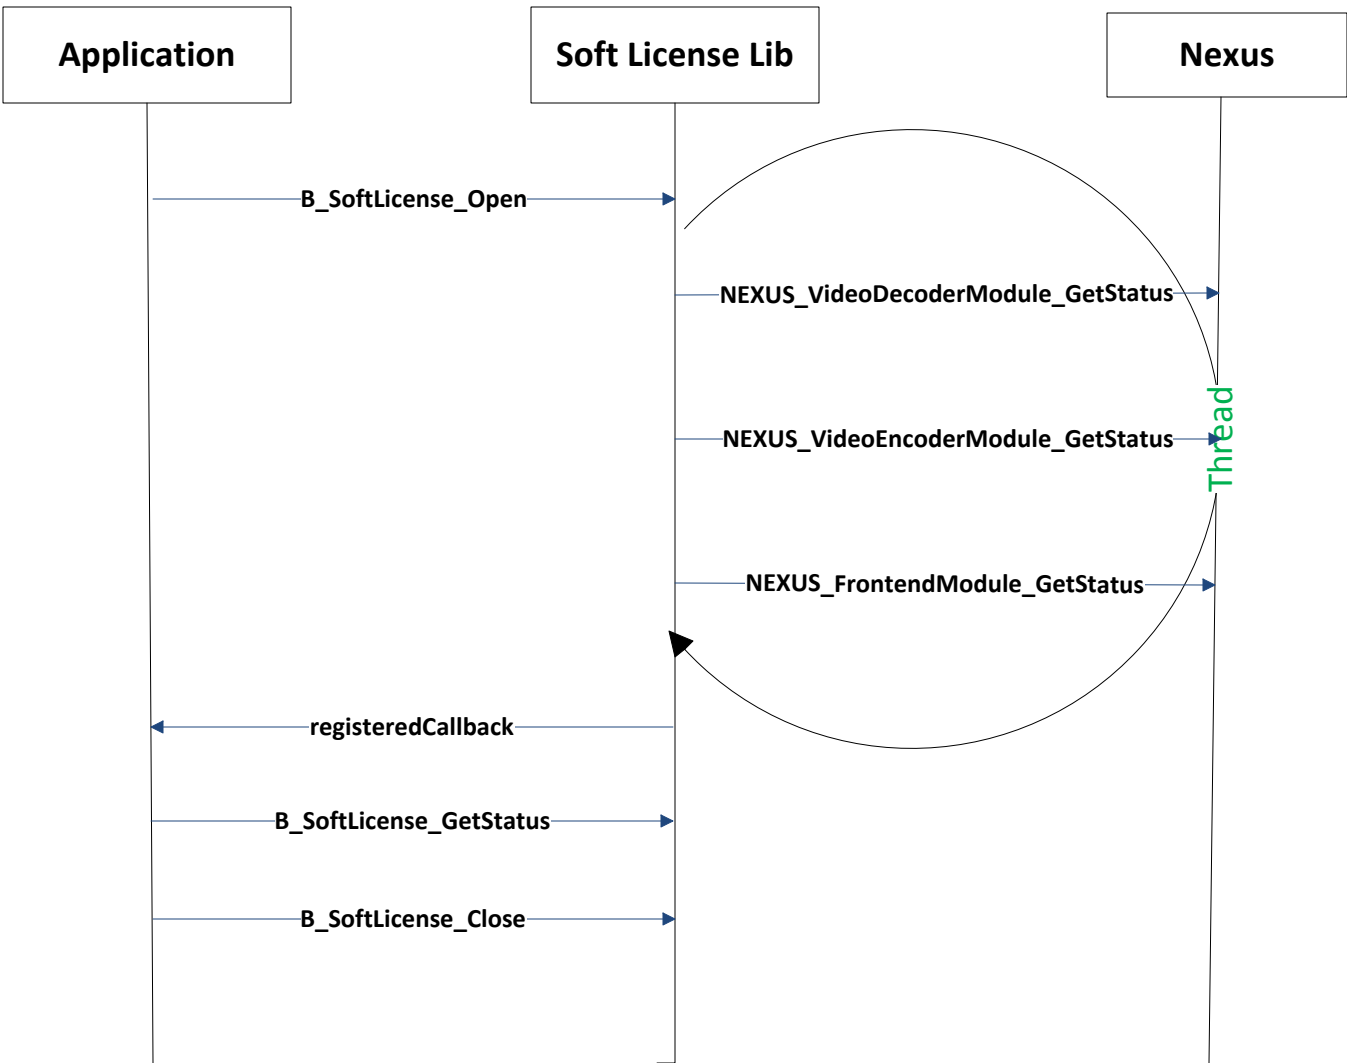 Application
Soft License Lib
Nexus
B_SoftLicense_Open
NEXUS_VideoDecoderModule_GetStatus
NEXUS_VideoEncoderModule_GetStatus
Thread
NEXUS_FrontendModule_GetStatus
registeredCallback
B_SoftLicense_GetStatus
B_SoftLicense_Close